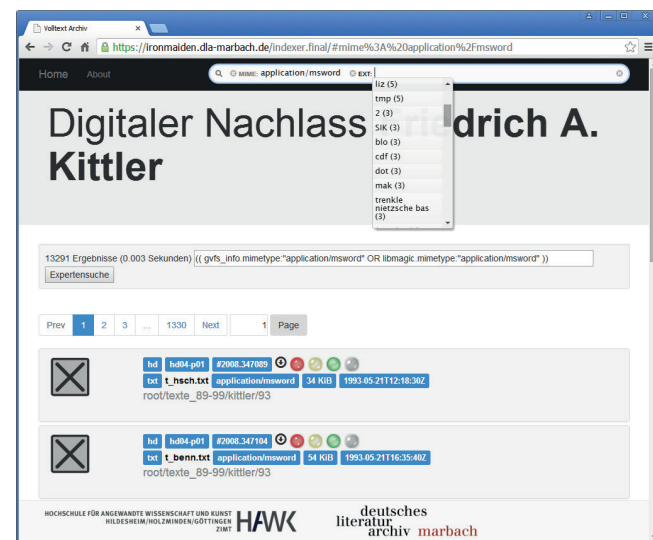 Volltext Archiv
https://ironmaiden.dla-marbach.de/indexer.final/#mime%3A%20application%2Fmsword
Home About
MIME: application/msword EXT:
liz (5)
tmp (5)
2 (3)
SIK (3)
blo (3)
cdf (3)
dot (3)
mak (3)
trenkle
nietzsche bas
(3)
Digitaler Nachlass Friedrich A.
Kittler
13291 Ergebnisse (0.003 Sekunden) (( gvfs_info.mimetype:"application/msword" OR libmagic.mimetype:"application/msword" ))
Expertensuche
Prev 1 2 3 ... 1330 Next 1 Page
hd hd04-p01 #2008.347089
txt t_hsch.txt application/msword 34 KiB 1993-05-21T12:18:30Z
root/texte_89-99/kittler/93
hd hd04-p01 #2008.347104
txt t_benn.txt application/msword 54 KiB 1993-05-21T16:35:40Z
root/texte_89-99/kittler/93
HOCHSCHULE FÜR ANGEWANDTE WISSENSCHAFT UND KUNST
HILDESHEIM/HOLZMINDEN/GÖTTINGEN
ZIMT
HAWK
deutsches
literatur
archiv marbach